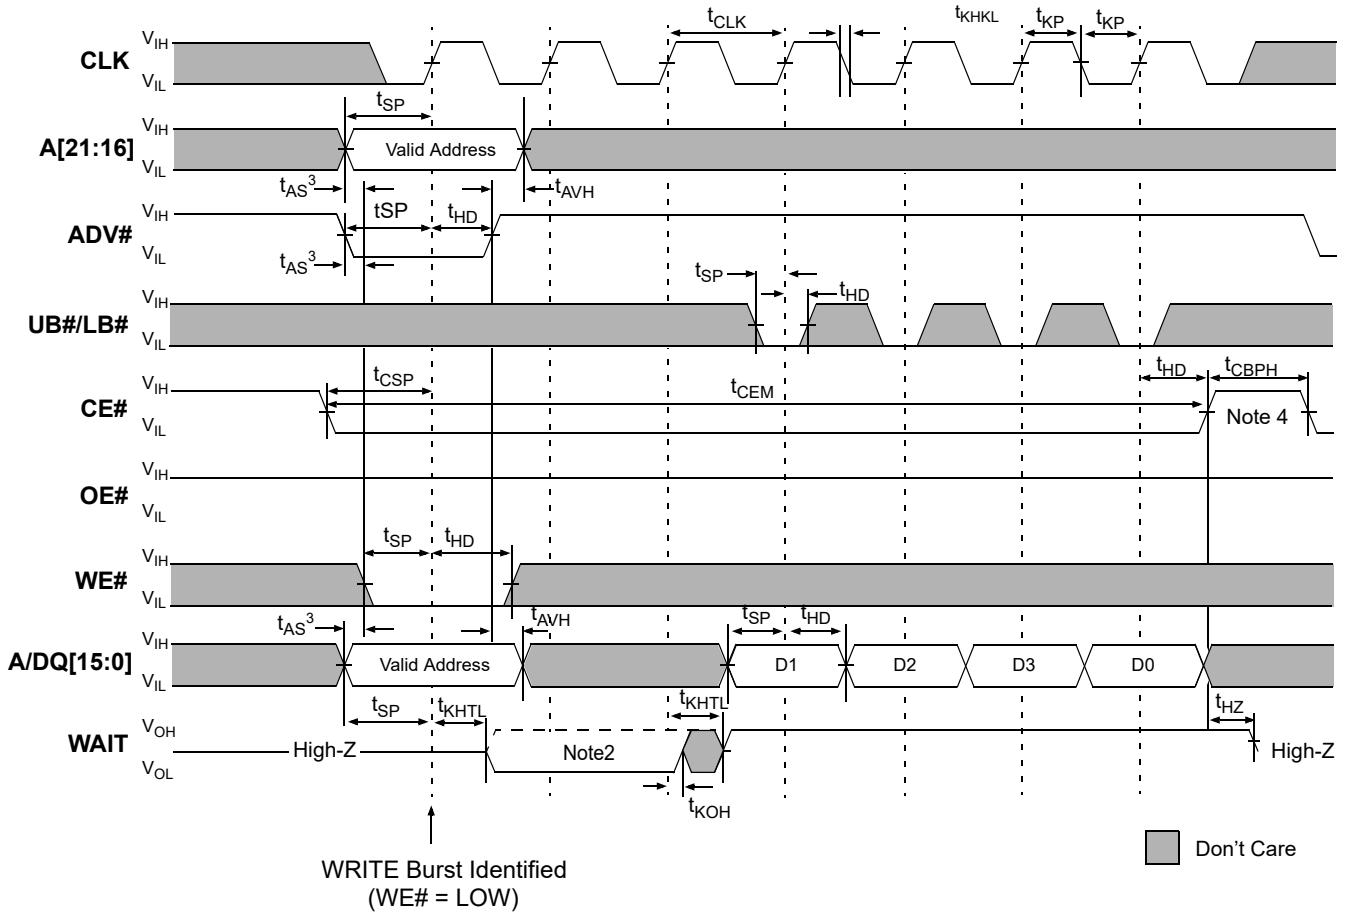 tCLK tKHKL tKP tKP
CLK VIH
VIL
tSP
A[21:16] VIH
VIL
Valid Address
tAS3 tAVH
ADV# VIH
VIL
tSP tHD
tAS3
tSP tHD
UB#/LB# VIH
VIL
tCSP tCEM tHD tCBPH
CE# VIH
VIL
Note 4
OE# VIH
VIL
tSP tHD
WE# VIH
VIL
tAS3 tAVH tSP tHD
A/DQ[15:0] VIH
VIL
Valid Address D1 D2 D3 D0
tSP tKHTL tKHTL tHZ
WAIT VOH
VOL
High-Z Note2 High-Z
tKOH
WRITE Burst Identified
(WE# = LOW)
Don't Care